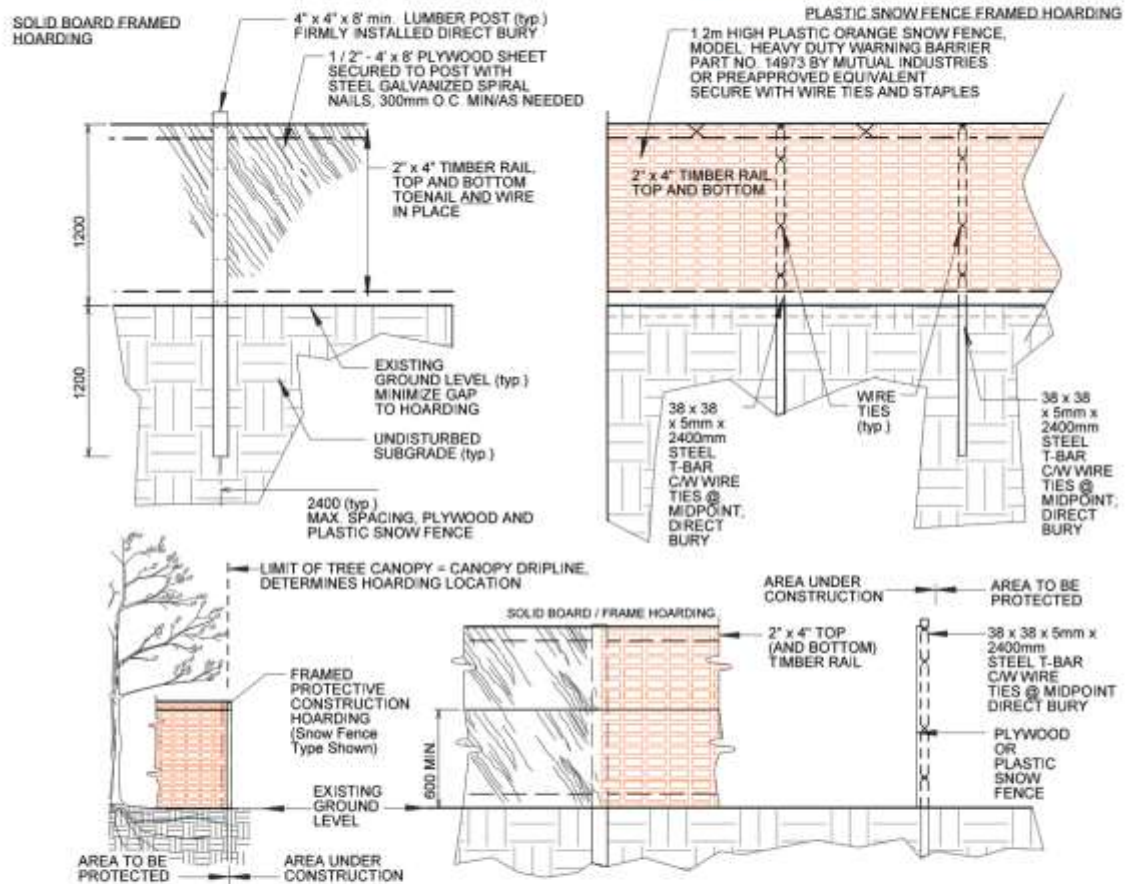 SOLID BOARD FRAMED
HOARDING
4" x 4" x 8' min. LUMBER POST (typ.)
FIRMLY INSTALLED DIRECT BURY
1 / 2" - 4' x 8' PLYWOOD SHEET
SECURED TO POST WITH
STEEL GALVANIZED SPIRAL
NAILS, 300mm O.C. MIN/AS NEEDED
2" x 4" TIMBER RAIL,
TOP AND BOTTOM
TOENAIL AND WIRE
IN PLACE
1200
1200
EXISTING
GROUND LEVEL (typ.)
MINIMIZE GAP
TO HOARDING
UNDISTURBED
SUBGRADE (typ.)
2400 (typ.)
MAX. SPACING, PLYWOOD AND
PLASTIC SNOW FENCE
PLASTIC SNOW FENCE FRAMED HOARDING
1.2m HIGH PLASTIC ORANGE SNOW FENCE,
MODEL: HEAVY DUTY WARNING BARRIER
PART NO. 14973 BY MUTUAL INDUSTRIES
OR PREAPPROVED EQUIVALENT
SECURE WITH WIRE TIES AND STAPLES
2" x 4" TIMBER RAIL,
TOP AND BOTTOM
38 x 38
x 5mm x
2400mm
STEEL
T-BAR
C/W WIRE
TIES @
MIDPOINT,
DIRECT
BURY
WIRE
TIES
(typ.)
38 x 38
x 5mm x
2400mm
STEEL
T-BAR
C/W WIRE
TIES @
MIDPOINT,
DIRECT
BURY
LIMIT OF TREE CANOPY = CANOPY DRIPLINE,
DETERMINES HOARDING LOCATION
FRAMED
PROTECTIVE
CONSTRUCTION
HOARDING
(Snow Fence
Type Shown)
EXISTING
GROUND
LEVEL
AREA TO BE
PROTECTED
AREA UNDER
CONSTRUCTION
SOLID BOARD / FRAME HOARDING
600 MIN
2" x 4" TOP
(AND BOTTOM)
TIMBER RAIL
AREA UNDER
CONSTRUCTION
AREA TO BE
PROTECTED
38 x 38 x 5mm x
2400mm
STEEL T-BAR
C/W WIRE
TIES @ MIDPOINT
DIRECT BURY
PLYWOOD
OR
PLASTIC
SNOW
FENCE